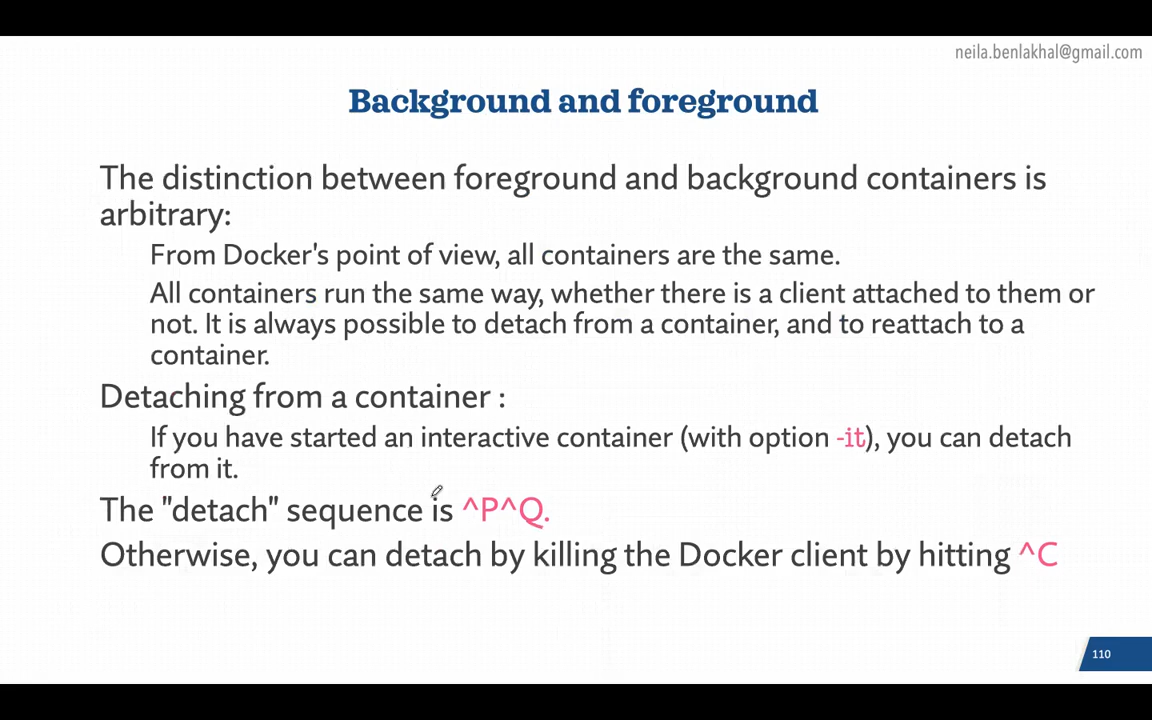 neila.benlakhal@gmail.com
Background and foreground
The distinction between foreground and background containers is
arbitrary:
From Docker's point of view, all containers are the same.
All containers run the same way, whether there is a client attached to them or
not. It is always possible to detach from a container, and to reattach to a
container.
Detaching from a container :
If you have started an interactive container (with option -it), you can detach
from it.
The "detach" sequence is ^P^Q.
Otherwise, you can detach by killing the Docker client by hitting ^C
110